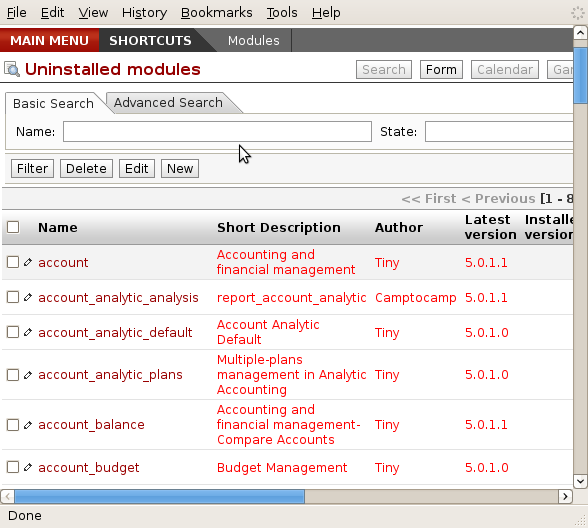 File Edit View History Bookmarks Tools Help
MAIN MENU SHORTCUTS Modules
Uninstalled modules Search Form Calendar
Basic Search Advanced Search
Name: State:
Filter Delete Edit New
<< First < Previous [1 - 8
Name Short Description Author Latest version
account Accounting and financial management Tiny 5.0.1.1
account_analytic_analysis report_account_analytic Camptocamp 5.0.1.1
account_analytic_default Account Analytic Default Tiny 5.0.1.0
account_analytic_plans Multiple-plans management in Analytic Accounting Tiny 5.0.1.0
account_balance Accounting and financial management-Compare Accounts Tiny 5.0.1.1
account_budget Budget Management Tiny 5.0.1.0
Done